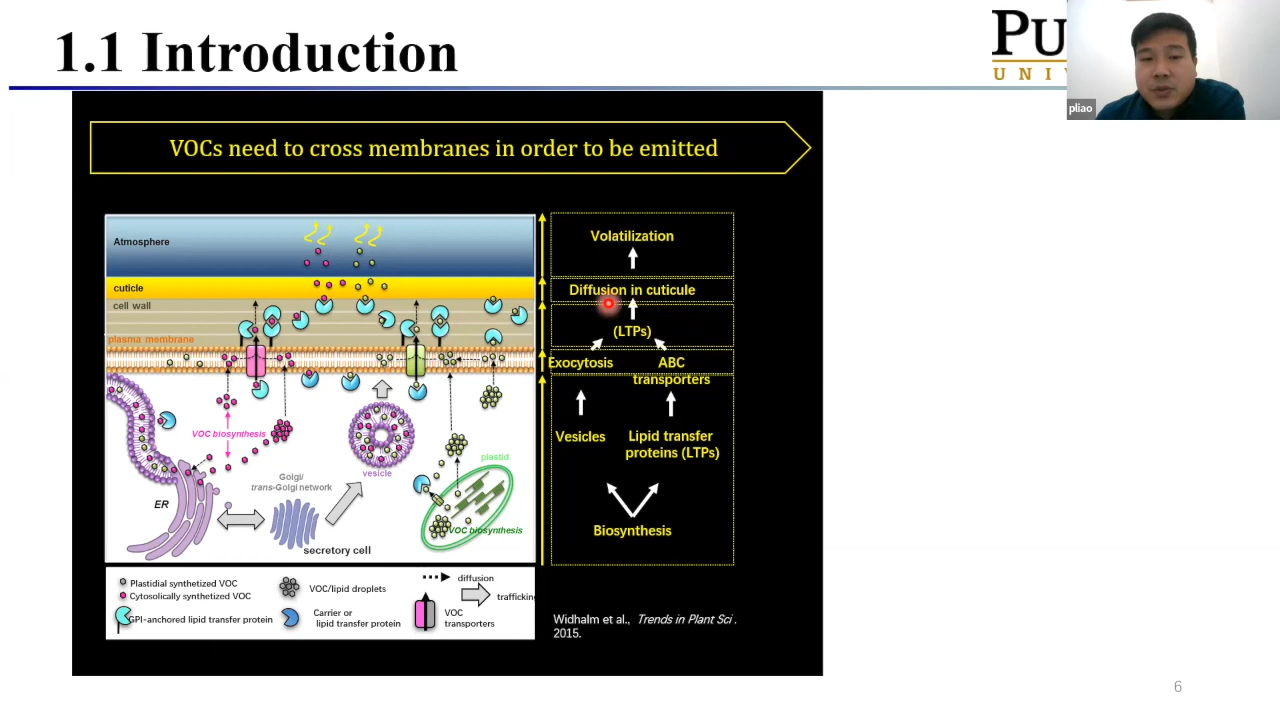 1.1 Introduction
PU
UNI
pliao
VOCs need to cross membranes in order to be emitted
Atmosphere
cuticle
cell wall
plasma membrane
VOC biosynthesis
ER
Golgi/
trans-Golgi network
vesicle
plastid
VOC biosynthesis
secretory cell
Volatilization
Diffusion in cuticule
(LTPs)
Exocytosis
ABC
transporters
Vesicles
Lipid transfer
proteins (LTPs)
Biosynthesis
Plastidial synthetized VOC
Cytosolically synthetized VOC
GPI-anchored lipid transfer protein
VOC/lipid droplets
Carrier or
lipid transfer protein
diffusion
trafficking
VOC
transporters
Widhalm et al., Trends in Plant Sci .
2015.
6